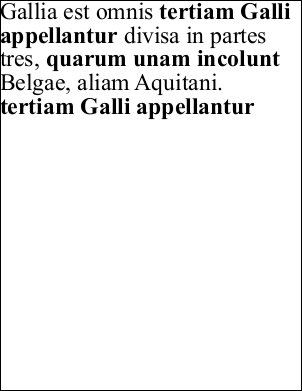 Gallia est omnis tertiam Galli
appellantur divisa in partes
tres, quarum unam incolunt
Belgae, aliam Aquitani.
tertiam Galli appellantur